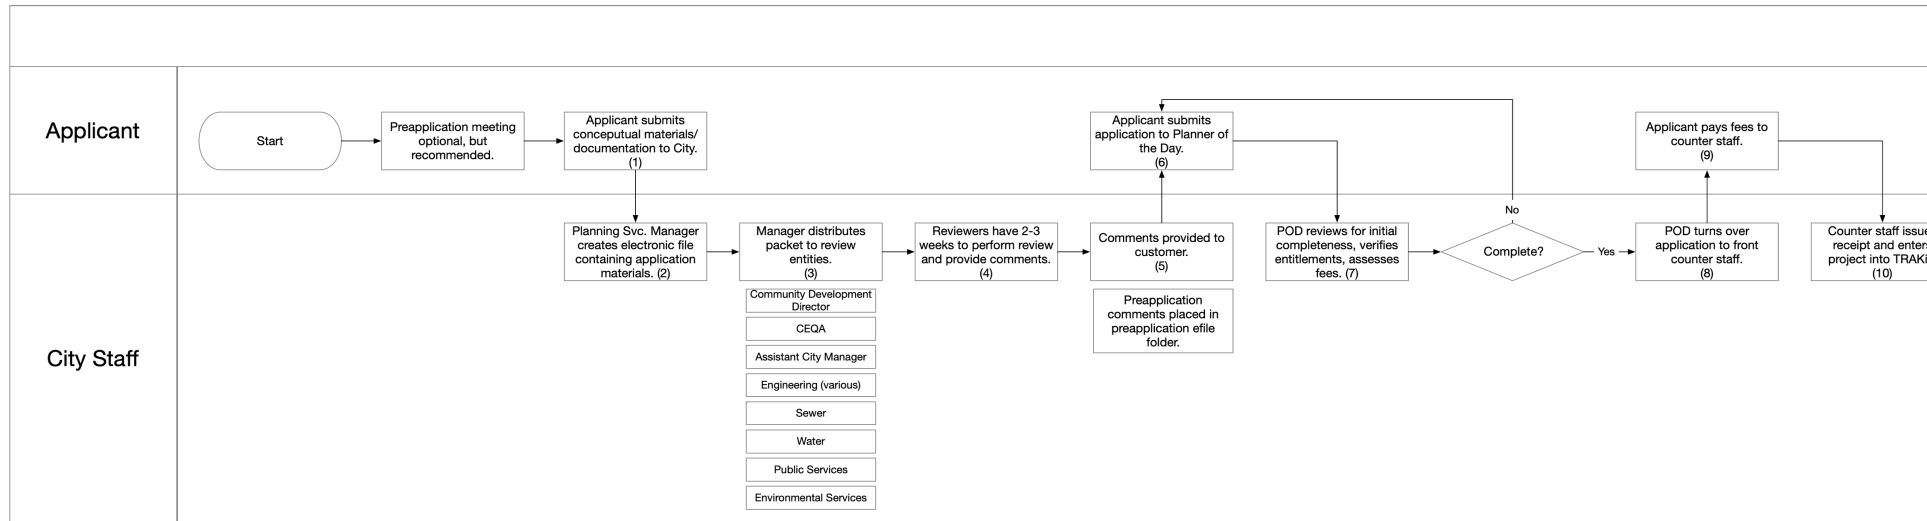 Applicant
Start
Preapplication meeting
optional, but
recommended.
Applicant submits
conceputual materials/
documentation to City.
(1)
Applicant submits
application to Planner of
the Day.
(6)
Applicant pays fees to
counter staff.
(9)
City Staff
Planning Svc. Manager
creates electronic file
containing application
materials. (2)
Manager distributes
packet to review
entities.
(3)
Community Development
Director
CEQA
Assistant City Manager
Engineering (various)
Sewer
Water
Public Services
Environmental Services
Reviewers have 2-3
weeks to perform review
and provide comments.
(4)
Comments provided to
customer.
(5)
Preapplication
comments placed in
preapplication efile
folder.
POD reviews for initial
completeness, verifies
entitlements, assesses
fees. (7)
No
Complete?
Yes
POD turns over
application to front
counter staff.
(8)
Counter staff issue
receipt and enters
project into TRAKi
(10)